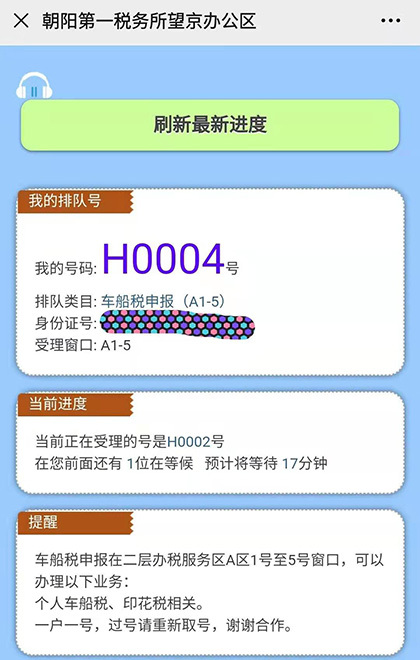 朝阳第一税务所望京办公区
刷新最新进度
我的排队号
我的号码: H0004号
排队类目: 车船税申报（A1-5）
身份证号:
受理窗口: A1-5
当前进度
当前正在受理的号是H0002号
在您前面还有 1位在等候 预计将等待 17分钟
提醒
车船税申报在二层办税服务区A区1号至5号窗口，可以
办理以下业务：
个人车船税、印花税相关。
一户一号，过号请重新取号，谢谢合作。